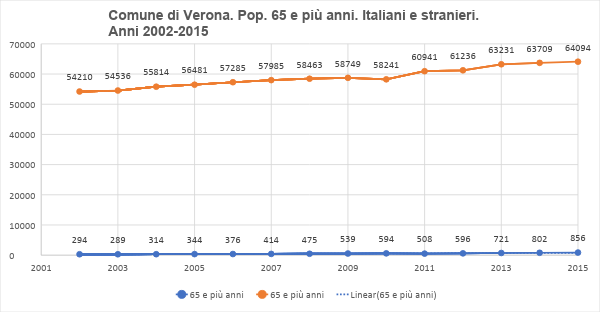 Comune di Verona. Pop. 65 e più anni. Italiani e stranieri.
Anni 2002-2015
70000
60000
50000
40000
30000
20000
10000
0
54210 54536 55814 56481 57285 57985 58463 58749 58241 60941 61236 63231 63709 64094
294 289 314 344 376 414 475 539 594 508 596 721 802 856
2001 2003 2005 2007 2009 2011 2013 2015
65 e più anni 65 e più anni Linear(65 e più anni)